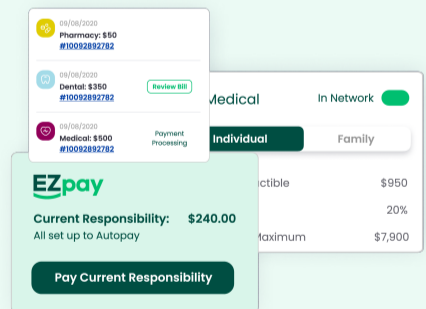 09/08/2020
Pharmacy: $50
#10092892782
09/08/2020
Dental: $350
#10092892782
Review Bill
09/08/2020
Medical: $500
#10092892782
Payment
Processing
Medical
In Network
Individual
Family
ctible
$950
20%
Maximum
$7,900
EZpay
Current Responsibility: $240.00
All set up to Autopay
Pay Current Responsibility